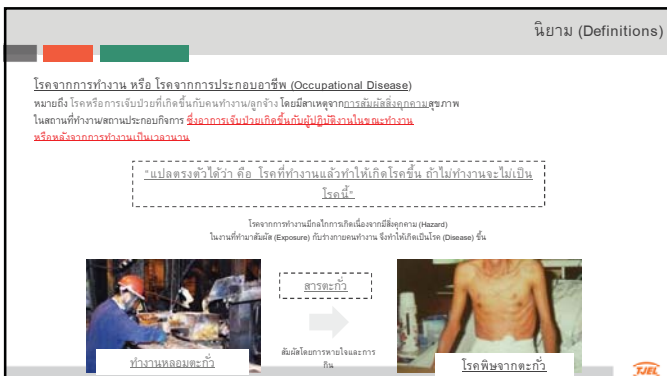 นิยาม (Definitions)
โรคจากการทำงาน หรือ โรคจากการประกอบอาชีพ (Occupational Disease)
หมายถึง โรคหรือการเจ็บป่วยที่เกิดขึ้นกับคนทำงาน/ลูกจ้าง โดยมีสาเหตุจากการสัมผัสสิ่งคุกคามสุขภาพ
ในสถานที่ทำงาน/สถานประกอบกิจการ ซึ่งอาการเจ็บป่วยเกิดขึ้นกับผู้ปฏิบัติงานในขณะทำงาน
หรือหลังจากการทำงานเป็นเวลานาน
"แปลตรงตัวได้ว่า คือ โรคที่ทำงานแล้วทำให้เกิดโรคขึ้น ถ้าไม่ทำงานจะไม่เป็น
โรคนี้"
โรคจากการทำงานมีกลไกการเกิดเนื่องจากมีสิ่งคุกคาม (Hazard)
ในงานที่ทำมาสัมผัส (Exposure) กับร่างกายคนทำงาน จึงทำให้เกิดเป็นโรค (Disease) ขึ้น
สารตะกั่ว
สัมผัสโดยการหายใจและการ
กิน
ทำงานหลอมตะกั่ว
โรคพิษจากตะกั่ว
TJEL